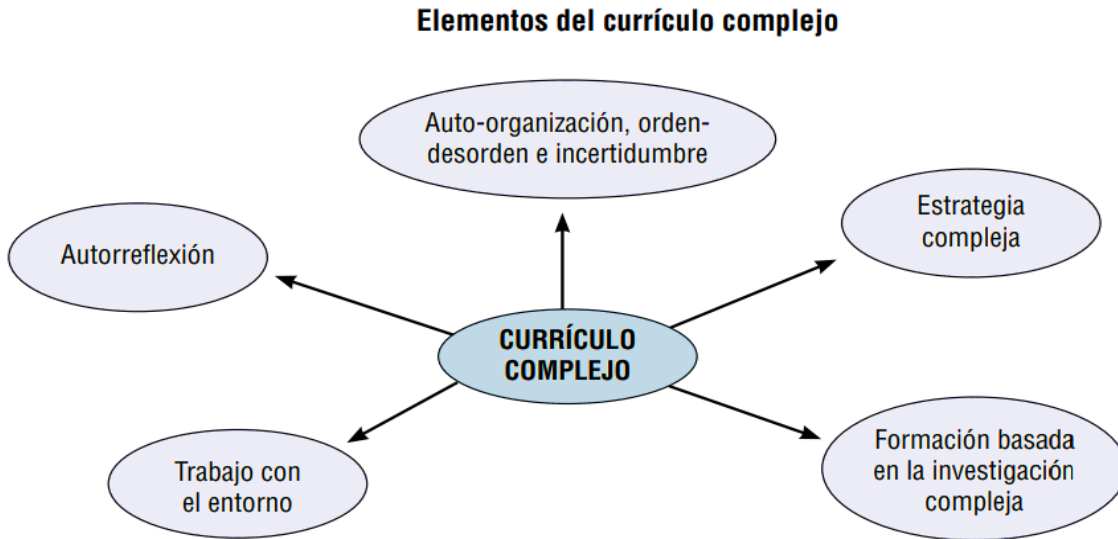 Elementos del currículo complejo
Auto-organización, orden-
desorden e incertidumbre
Estrategia
compleja
Autorreflexión
CURRÍCULO
COMPLEJO
Trabajo con
el entorno
Formación basada
en la investigación
compleja